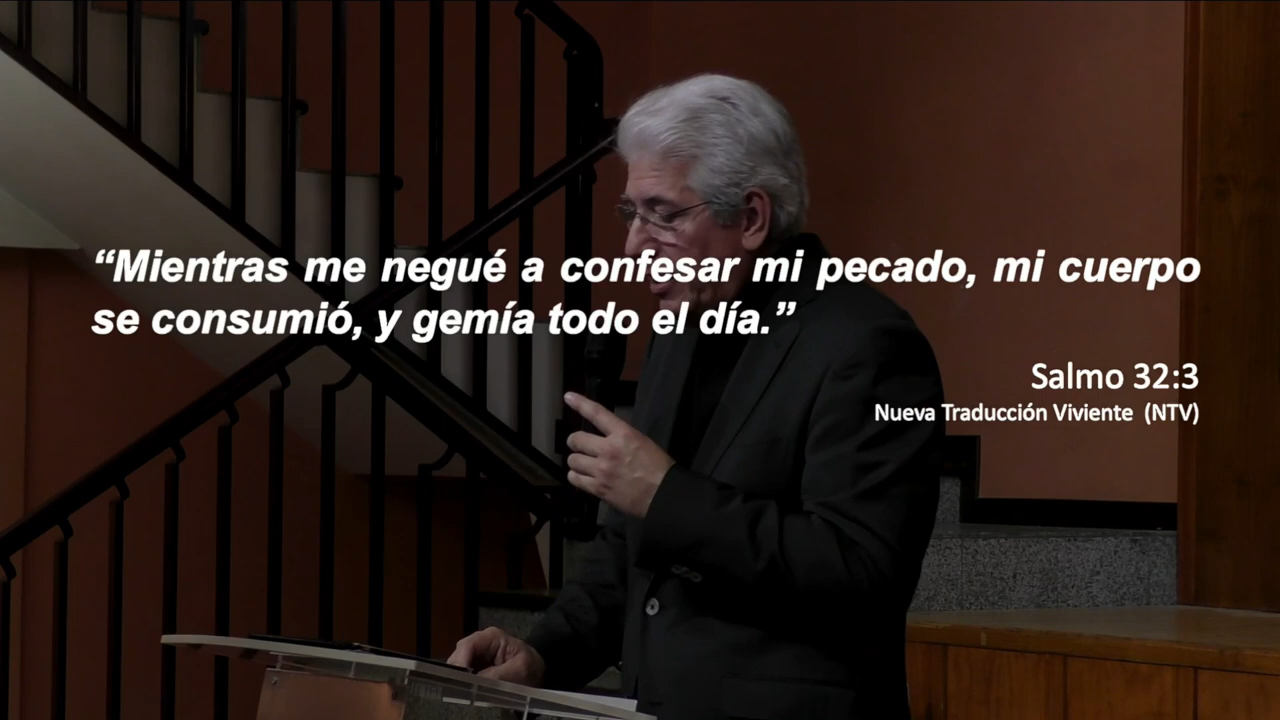 “Mientras me negué a confesar mi pecado, mi cuerpo
se consumió, y gemía todo el día.”
Salmo 32:3
Nueva Traducción Viviente (NTV)